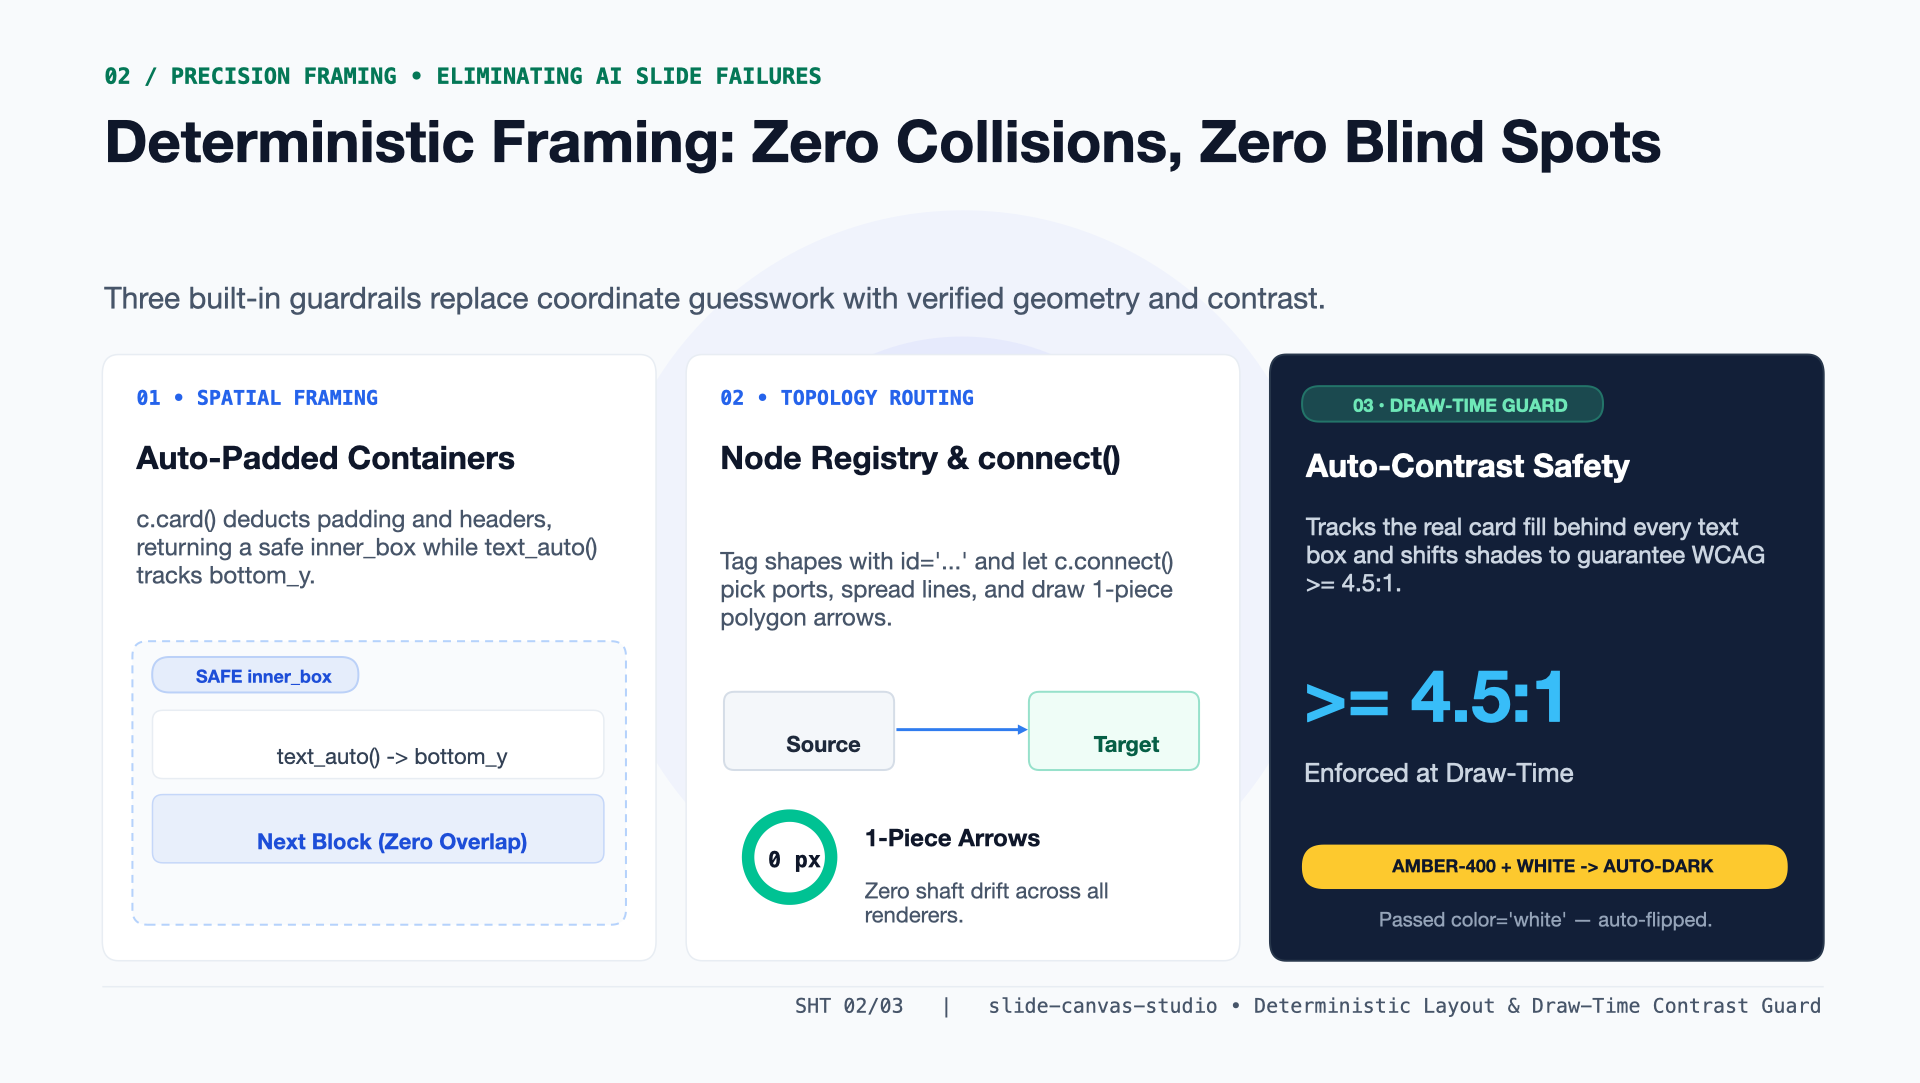 02 / PRECISION FRAMING • ELIMINATING AI SLIDE FAILURES
Deterministic Framing: Zero Collisions, Zero Blind Spots
Three built-in guardrails replace coordinate guesswork with verified geometry and contrast.
01 • SPATIAL FRAMING
Auto-Padded Containers
c.card() deducts padding and headers,
returning a safe inner_box while text_auto()
tracks bottom_y.
SAFE inner_box
text_auto() -> bottom_y
Next Block (Zero Overlap)
02 • TOPOLOGY ROUTING
Node Registry & connect()
Tag shapes with id='...' and let c.connect()
pick ports, spread lines, and draw 1-piece
polygon arrows.
Source
Target
0 px
1-Piece Arrows
Zero shaft drift across all
renderers.
03 · DRAW-TIME GUARD
Auto-Contrast Safety
Tracks the real card fill behind every text
box and shifts shades to guarantee WCAG
>= 4.5:1.
>= 4.5:1
Enforced at Draw-Time
AMBER-400 + WHITE -> AUTO-DARK
Passed color='white' — auto-flipped.
SHT 02/03 | slide-canvas-studio • Deterministic Layout & Draw-Time Contrast Guard